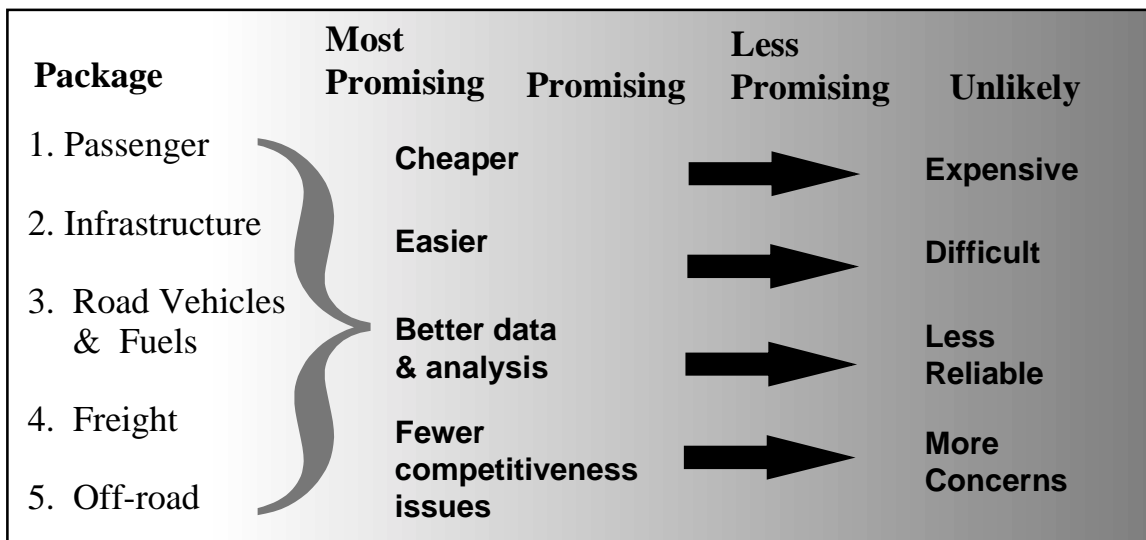 Package
Most
Promising
Promising
Less
Promising
Unlikely
1. Passenger
2. Infrastructure
3. Road Vehicles
& Fuels
4. Freight
5. Off-road
Cheaper
Expensive
Easier
Difficult
Better data
& analysis
Less
Reliable
Fewer
competitiveness
issues
More
Concerns